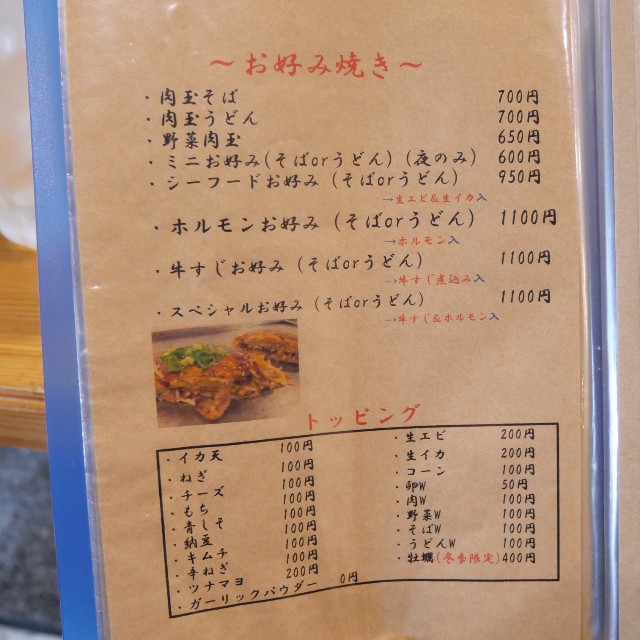 ～お好み焼き～
・肉玉そば 700円
・肉玉うどん 700円
・野菜肉玉 650円
・ミニお好み(そばorうどん)(夜のみ) 600円
・シーフードお好み(そばorうどん) 950円
→生エビ&生イカ入
・ホルモンお好み(そばorうどん) 1100円
→ホルモン入
・牛すじお好み(そばorうどん) 1100円
→牛すじ煮込み入
・スペシャルお好み(そばorうどん) 1100円
→牛すじ&ホルモン入
トッピング
・イカ天 100円
・ねぎ 100円
・チーズ 100円
・もち 100円
・青しそ 100円
・納豆 100円
・キムチ 100円
・辛ねぎ 100円
・ツナマヨ 200円
・ガーリックパウダー 0円
・生エビ 200円
・生イカ 200円
・コーン 100円
・卵W 50円
・肉W 100円
・野菜W 100円
・そばW 100円
・うどんW 100円
・牡蠣(冬季限定) 400円